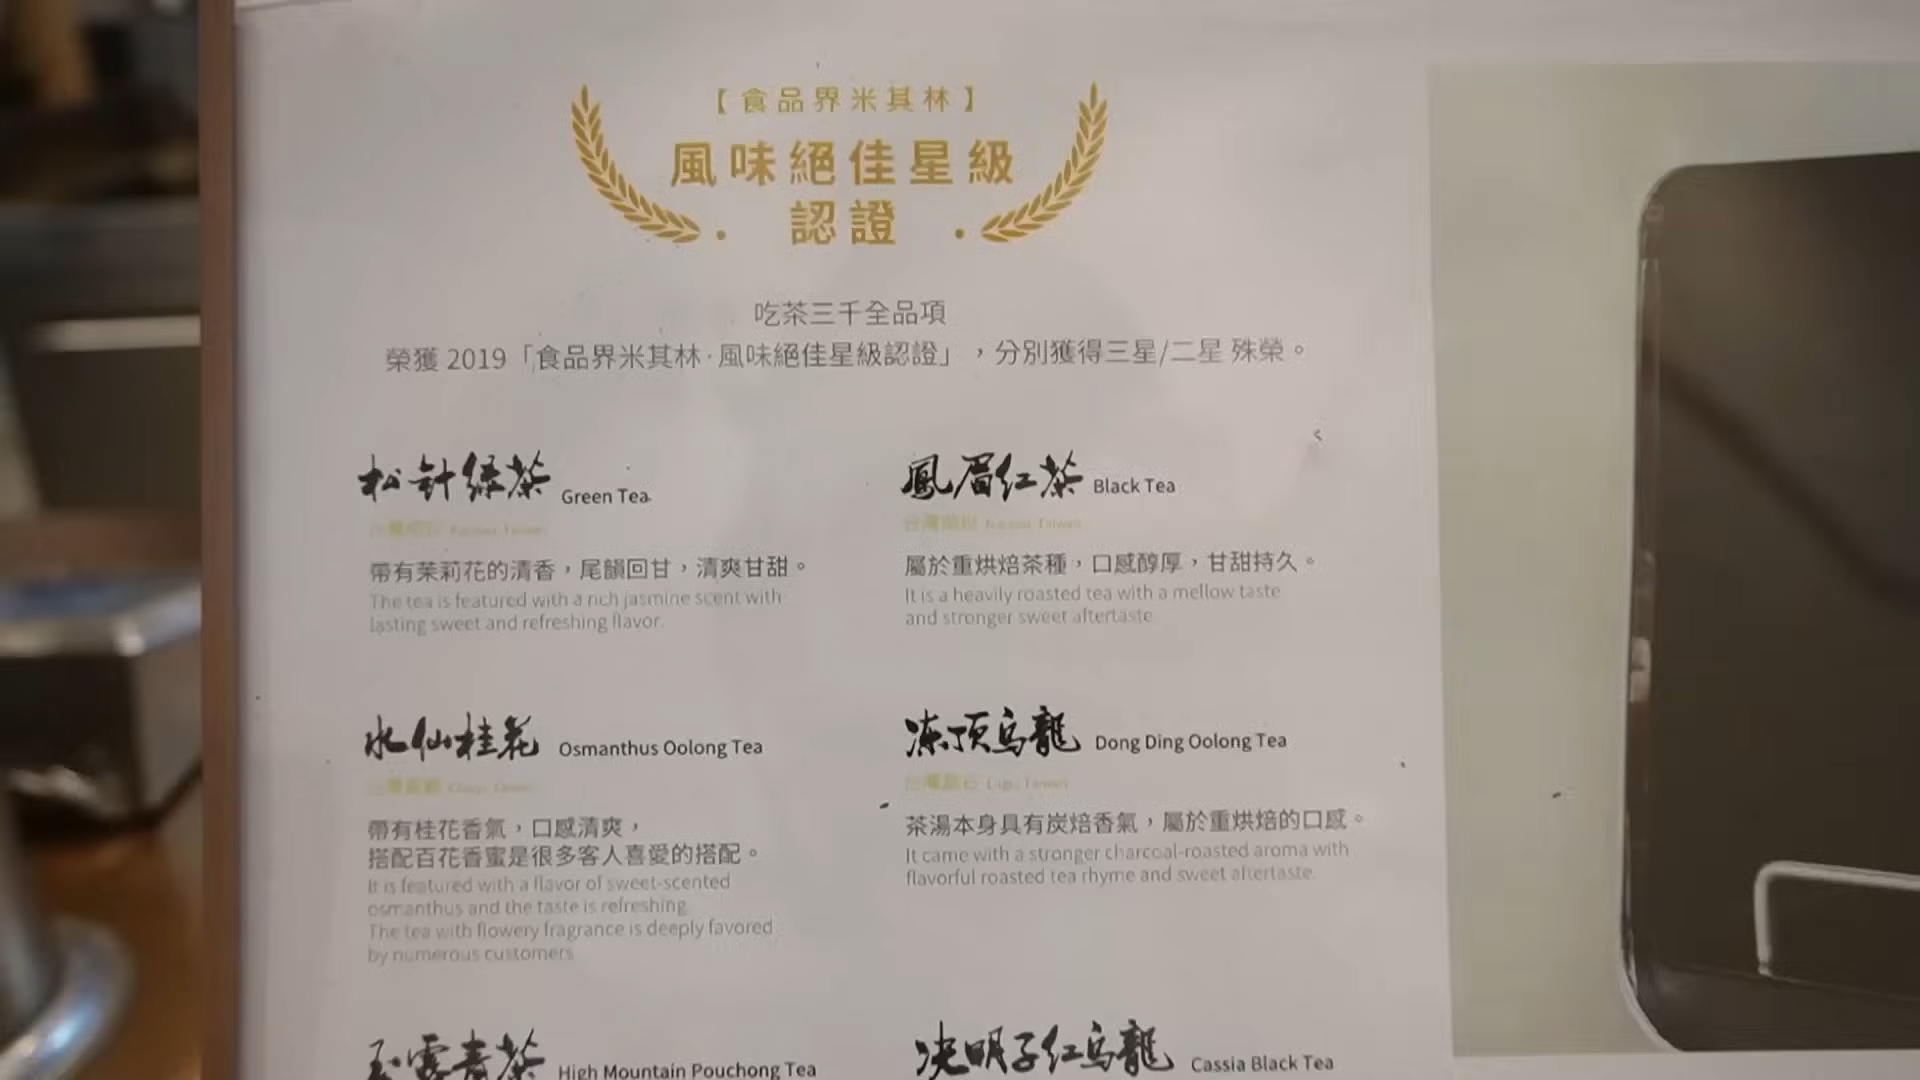 【食品界米其林】
風味絕佳星級
認證
吃茶三千全品項
榮獲 2019「食品界米其林·風味絕佳星級認證」，分別獲得三星/二星 殊榮。
松針綠茶 Green Tea
帶有茉莉花的清香，尾韻回甘，清爽甘甜。
The tea is featured with a rich jasmine scent with
lasting sweet and refreshing flavor.
鳳眉紅茶 Black Tea
屬於重烘焙茶種，口感醇厚，甘甜持久。
It is a heavily roasted tea with a mellow taste
and stronger sweet aftertaste
水仙桂花 Osmanthus Oolong Tea
帶有桂花香氣，口感清爽，
搭配百花香蜜是很多客人喜愛的搭配。
It is featured with a flavor of sweet-scented
osmanthus and the taste is refreshing.
The tea with flowery fragrance is deeply favored
by numerous customers
凍頂烏龍 Dong Ding Oolong Tea
茶湯本身具有炭焙香氣，屬於重烘焙的口感。
It came with a stronger charcoal-roasted aroma with
flavorful roasted tea rhyme and sweet aftertaste.
玉露青茶 High Mountain Pouchong Tea
決明子紅烏龍 Cassia Black Tea